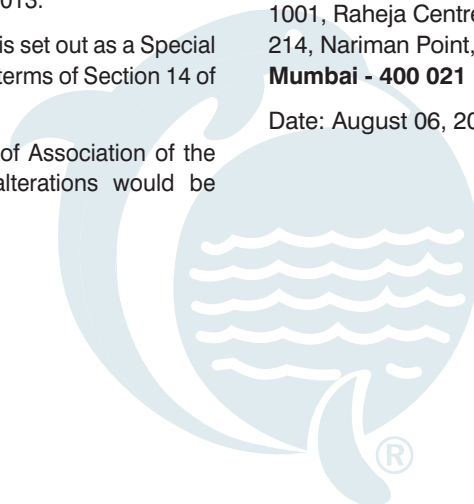 013.
is set out as a Special
terms of Section 14 of
of Association of the
alterations would be
1001, Raheja Centre
214, Nariman Point,
Mumbai - 400 021
Date: August 06, 20
®